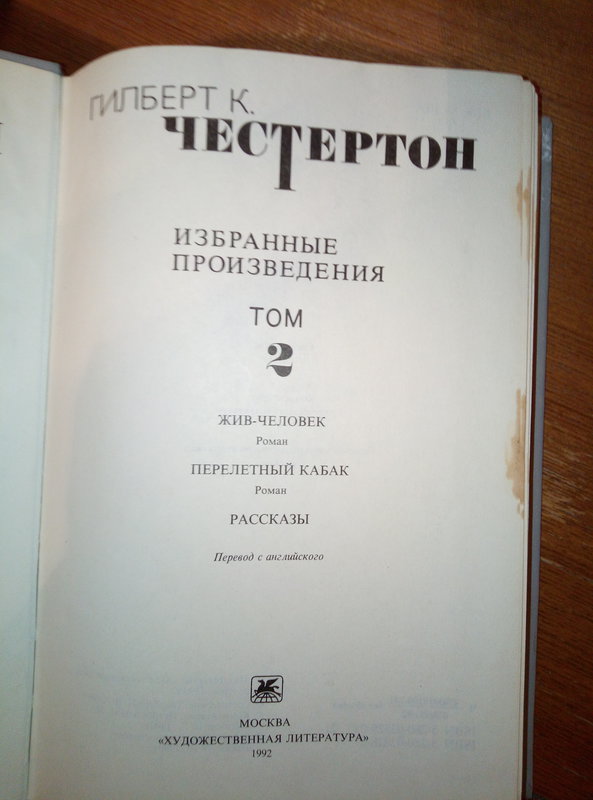 ГИЛБЕРТ К.
ЧЕСТЕРТОН
ИЗБРАННЫЕ
ПРОИЗВЕДЕНИЯ
ТОМ
2
ЖИВ-ЧЕЛОВЕК
Роман
ПЕРЕЛЕТНЫЙ КАБАК
Роман
РАССКАЗЫ
Перевод с английского
МОСКВА
«ХУДОЖЕСТВЕННАЯ ЛИТЕРАТУРА»
1992